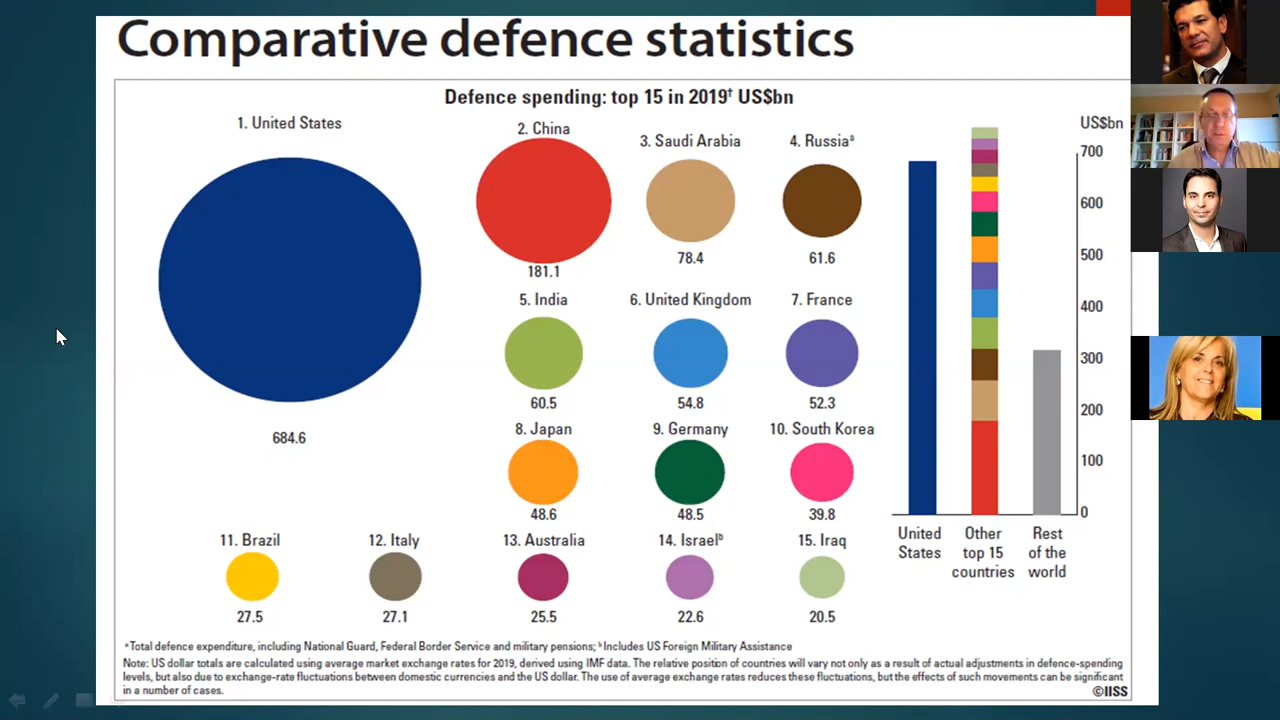 Comparative defence statistics
Defence spending: top 15 in 2019† US$bn
1. United States
2. China
3. Saudi Arabia
4. Russiaᵃ
684.6
181.1
78.4
61.6
5. India
6. United Kingdom
7. France
60.5
54.8
52.3
8. Japan
9. Germany
10. South Korea
48.6
48.5
39.8
11. Brazil
12. Italy
13. Australia
14. Israelᵇ
15. Iraq
27.5
27.1
25.5
22.6
20.5
US$bn
700
600
500
400
300
200
100
0
United
States
Other
top 15
countries
Rest
of the
world
ᵃ Total defence expenditure, including National Guard, Federal Border Service and military pensions; ᵇ Includes US Foreign Military Assistance
Note: US dollar totals are calculated using average market exchange rates for 2019, derived using IMF data. The relative position of countries will vary not only as a result of actual adjustments in defence-spending
levels, but also due to exchange-rate fluctuations between domestic currencies and the US dollar. The use of average exchange rates reduces these fluctuations, but the effects of such movements can be significant
in a number of cases.
©IISS